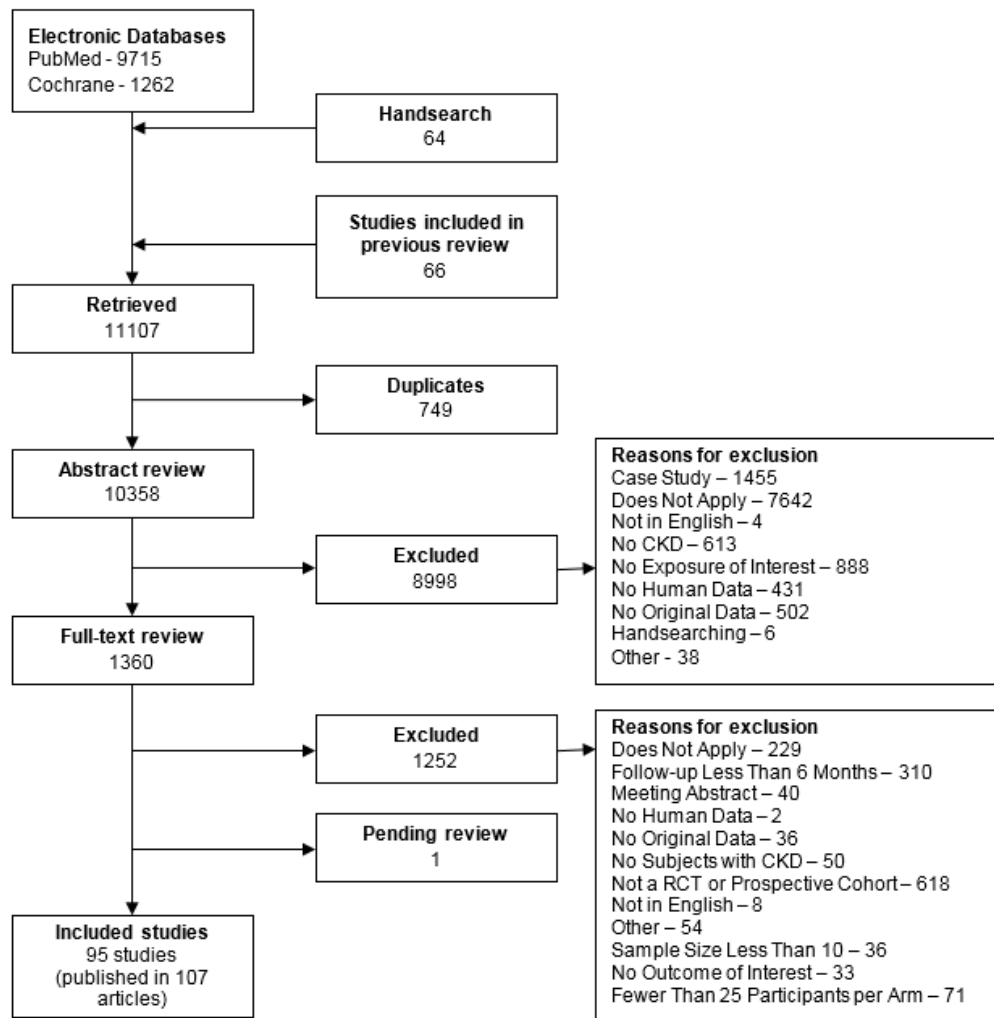 Electronic Databases
PubMed - 9715
Cochrane - 1262
Handsearch
64
Studies included in
previous review
66
Retrieved
11107
Duplicates
749
Abstract review
10358
Excluded
8998
Reasons for exclusion
Case Study – 1455
Does Not Apply – 7642
Not in English – 4
No CKD – 613
No Exposure of Interest – 888
No Human Data – 431
No Original Data – 502
Handsearching – 6
Other - 38
Full-text review
1360
Excluded
1252
Reasons for exclusion
Does Not Apply – 229
Follow-up Less Than 6 Months – 310
Meeting Abstract – 40
No Human Data – 2
No Original Data – 36
No Subjects with CKD – 50
Not a RCT or Prospective Cohort – 618
Not in English – 8
Other – 54
Sample Size Less Than 10 – 36
No Outcome of Interest – 33
Fewer Than 25 Participants per Arm – 71
Pending review
1
Included studies
95 studies
(published in 107
articles)